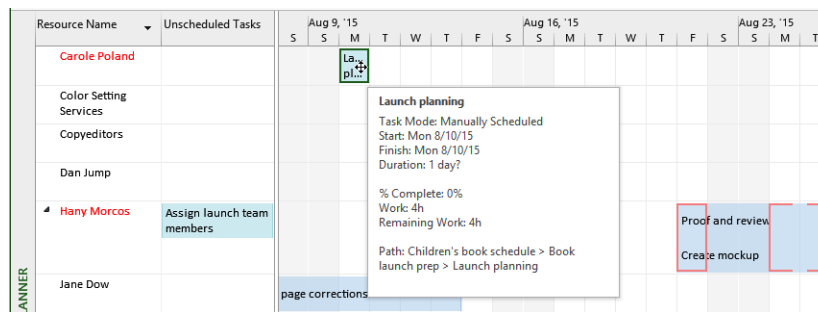 Resource Name Unscheduled Tasks Aug 9, '15 Aug 16, '15 Aug 23, '15
S S M T W T F S S M T W T F S S M T
Carole Poland La...
pl...
Color Setting
Services
Launch planning
Task Mode: Manually Scheduled
Start: Mon 8/10/15
Finish: Mon 8/10/15
Duration: 1 day?
% Complete: 0%
Work: 4h
Remaining Work: 4h
Path: Children's book schedule > Book
launch prep > Launch planning
Copyeditors
Dan Jump
Hany Morcos Assign launch team
members
Proof and review
Create mockup
Jane Dow page corrections
ANNER